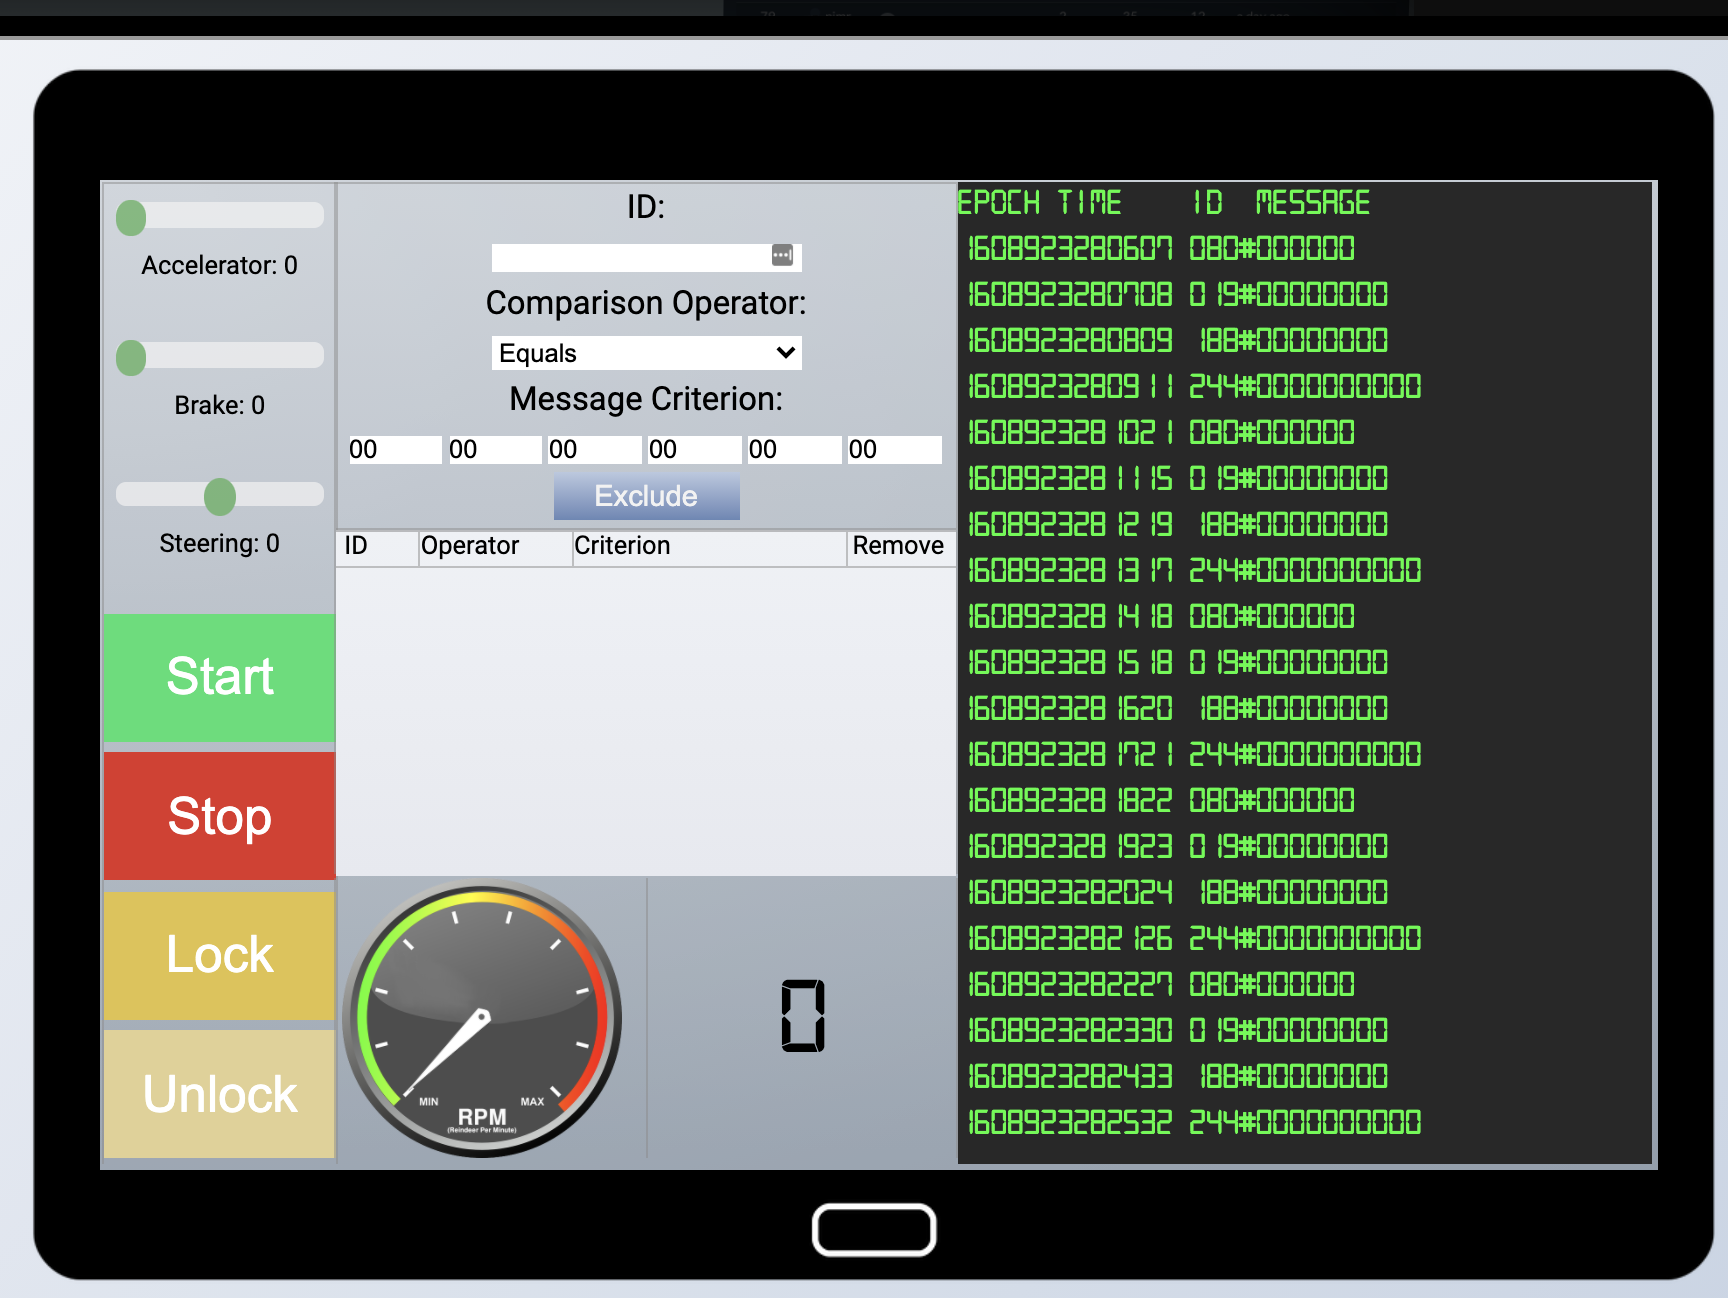 Accelerator: 0
Brake: 0
Steering: 0
Start
Stop
Lock
Unlock
ID:
Comparison Operator:
Equals
Message Criterion:
00 00 00 00 00 00
Exclude
ID Operator Criterion Remove
MIN MAX
RPM
(Reindeer Per Minute)
0
EPOCH TIME ID MESSAGE
1608923280607 080#000000
1608923280708 019#00000000
1608923280809 188#00000000
1608923280911 244#0000000000
1608923281021 080#000000
1608923281115 019#00000000
1608923281219 188#00000000
1608923281317 244#0000000000
1608923281418 080#000000
1608923281518 019#00000000
1608923281620 188#00000000
1608923281721 244#0000000000
1608923281822 080#000000
1608923281923 019#00000000
1608923282024 188#00000000
1608923282126 244#0000000000
1608923282227 080#000000
1608923282330 019#00000000
1608923282433 188#00000000
1608923282532 244#0000000000